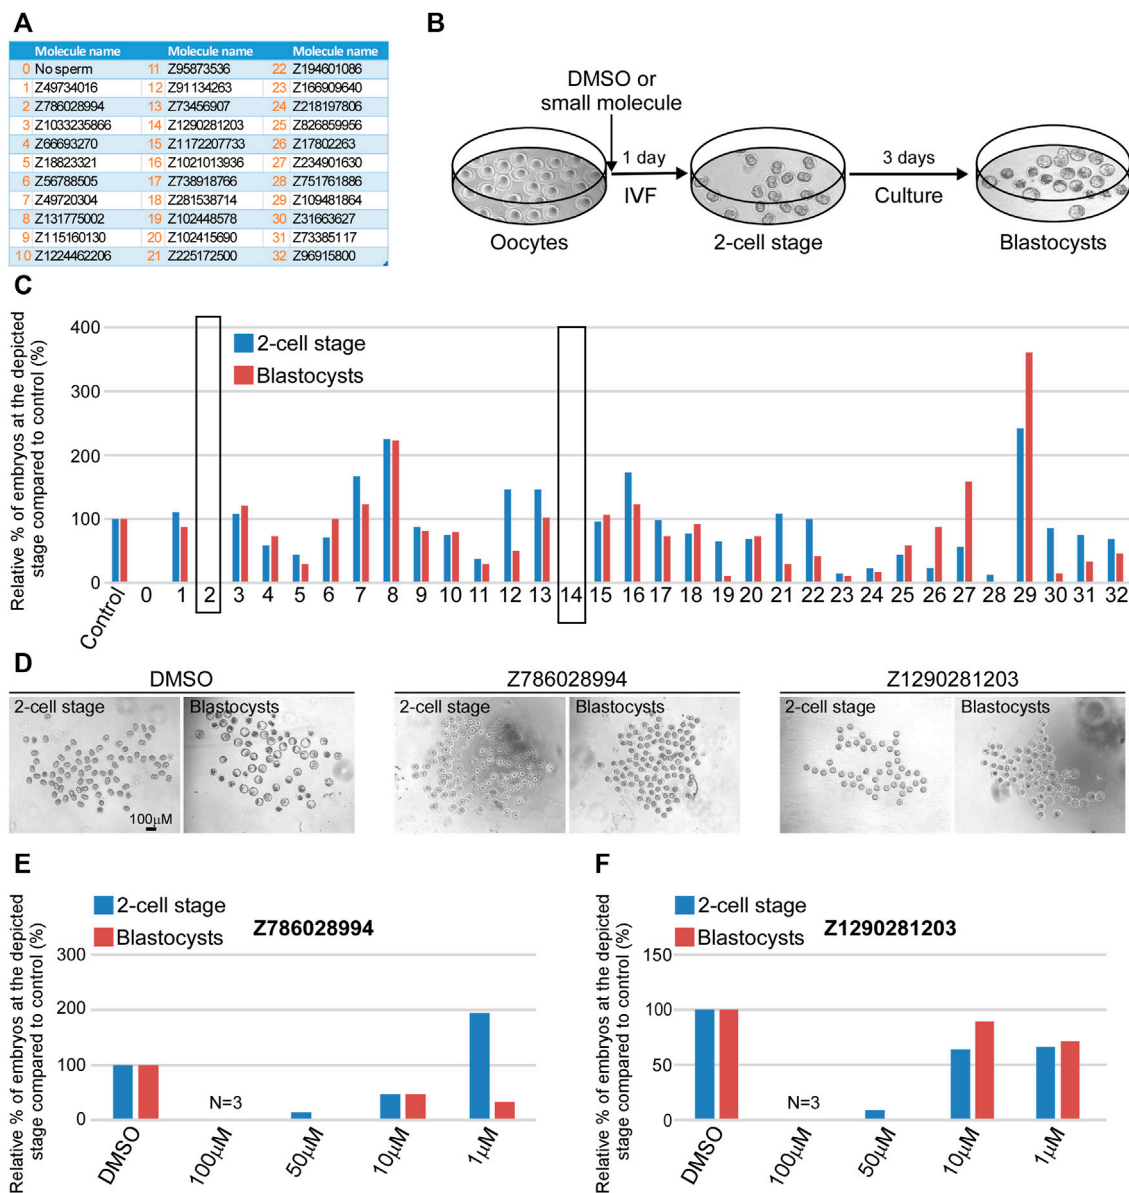 A
Molecule name Molecule name Molecule name
0 No sperm 11 Z95873536 22 Z194601086
1 Z49734016 12 Z91134263 23 Z166909640
2 Z786028994 13 Z73456907 24 Z218197806
3 Z1033235866 14 Z1290281203 25 Z826859956
4 Z66693270 15 Z1172207733 26 Z17802263
5 Z18823321 16 Z1021013936 27 Z234901630
6 Z56788505 17 Z738918766 28 Z751761886
7 Z49720304 18 Z281538714 29 Z109481864
8 Z131775002 19 Z102448578 30 Z31663627
9 Z115160130 20 Z102415690 31 Z73385117
10 Z1224462206 21 Z225172500 32 Z96915800
B
DMSO or
small molecule
1 day
IVF
3 days
Culture
Oocytes
2-cell stage
Blastocysts
C
Relative % of embryos at the depicted
stage compared to control (%)
400
300
200
100
0
2-cell stage
Blastocysts
Control 0 1 2 3 4 5 6 7 8 9 10 11 12 13 14 15 16 17 18 19 20 21 22 23 24 25 26 27 28 29 30 31 32
D
DMSO
2-cell stage
Blastocysts
100µM
Z786028994
2-cell stage
Blastocysts
Z1290281203
2-cell stage
Blastocysts
E
Relative % of embryos at the depicted
stage compared to control (%)
2-cell stage
Blastocysts
Z786028994
300
200
100
0
N=3
DMSO 100µM 50µM 10µM 1µM
F
Relative % of embryos at the depicted
stage compared to control (%)
2-cell stage
Blastocysts
Z1290281203
150
100
50
0
N=3
DMSO 100µM 50µM 10µM 1µM